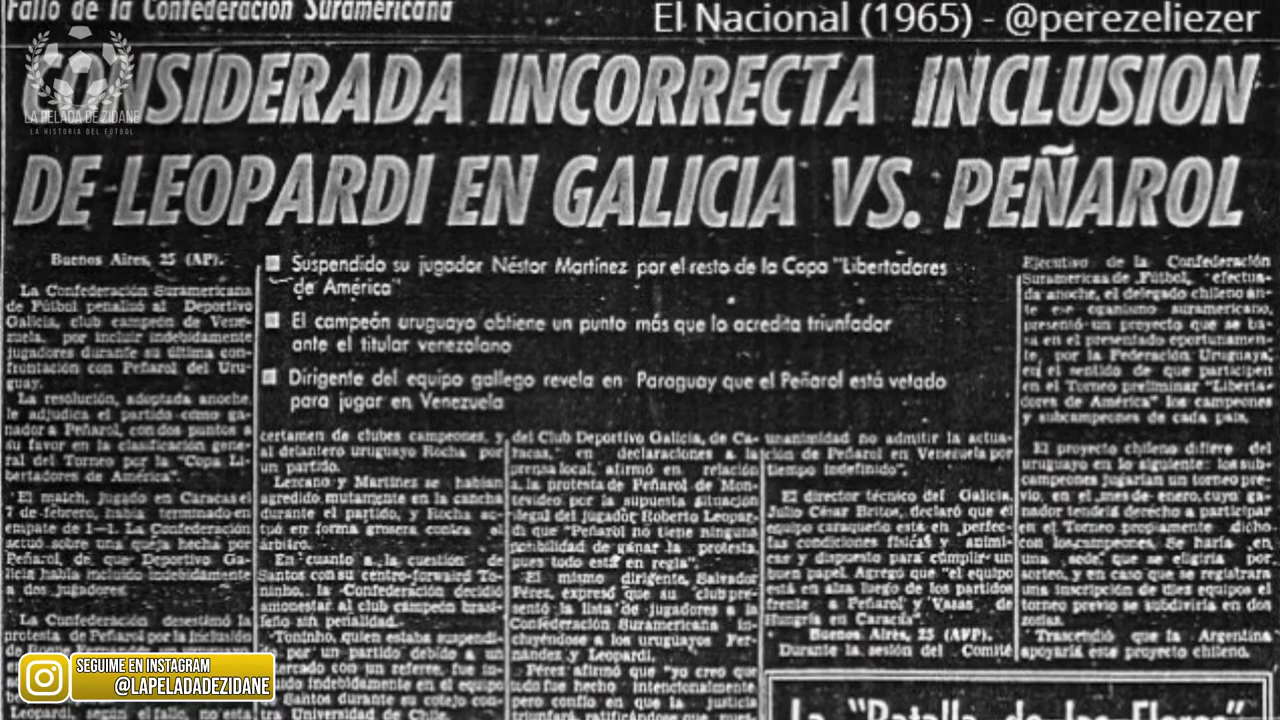 Fallo de la Confederación Suramericana
El Nacional (1965) - @perezeliezer
LA PELADA DE ZIDANE
LA HISTORIA DEL FÚTBOL
CONSIDERADA INCORRECTA INCLUSION
DE LEOPARDI EN GALICIA VS. PEÑAROL
■ Suspendido su jugador Néstor Martínez por el resto de la Copa "Libertadores
de América"
■ El campeón uruguayo obtiene un punto más que lo acredita triunfador
ante el titular venezolano
■ Dirigente del equipo gallego revela en Paraguay que el Peñarol está vetado
para jugar en Venezuela
Buenos Aires, 25 (AP).
La Confederación Suramericana
de Fútbol penalizó al Deportivo
Galicia, club campeón de Vene-
zuela, por incluir indebidamente
jugadores durante su última con-
frontación con Peñarol del Uru-
guay.
La resolución, adoptada anoche,
le adjudica el partido como ga-
nador a Peñarol, con dos puntos a
su favor en la clasificación gene-
ral del Torneo por la "Copa Li-
bertadores de América".
El match, jugado en Caracas el
7 de febrero, había terminado en
empate de 1-1. La Confederación
actuó sobre una queja hecha por
Peñarol, de que Deportivo Ga-
licia había incluido indebidamente
a dos jugadores.
La Confederación desestimó la
protesta de Peñarol por la inclusión
de Roque Fernández
Leopardi, según el fallo, no esta
certamen de clubes campeones, y
al delantero uruguayo Rocha por
un partido.
Lezcano y Martínez se habían
agredido mutuamente en la cancha
durante el partido, y Rocha ac-
tuó en forma grosera contra el
árbitro.
En cuanto a la cuestión de
Santos con su centro-forward To-
ninho, la Confederación decidió
amonestar al club campeón brasi-
leño sin penalidad.
Toninho, quien estaba suspendi-
por un partido debido a un
con un referee, fue in-
indebidamente en el equipo
Santos durante su cotejo con-
tra Universidad de Chile.
del Club Deportivo Galicia, de Ca-
racas," en declaraciones a la
prensa local, afirmó en relación
a la protesta de Peñarol de Mon-
tevideo por la supuesta situación
ilegal del jugador Roberto Leopar-
di que "Peñarol no tiene ninguna
posibilidad de ganar la protesta,
pues todo está en regla".
El mismo dirigente, Salvador
Pérez, expresó que su club pre-
sentó la lista de jugadores a la
Confederación Suramericana in-
cluyéndose a los uruguayos Fer-
nández y Leopardi.
Pérez afirmó que "yo creo que
todo fue hecho intencionalmente,
pero confío en que la justicia
triunfará,
unanimidad no admitir la actua-
ción de Peñarol en Venezuela por
tiempo indefinido".
El director técnico del Galicia,
Julio César Britos, declaró que el
equipo caraqueño está en perfec-
tas condiciones físicas y aními-
cas y dispuesto para cumplir un
buen papel. Agregó que "el equipo
está en alza luego de los partidos
frente a Peñarol y Vasas de
Hungría en Caracas".
Buenos Aires, 25 (AFP).
Durante la sesión del Comité
Ejecutivo de la Confederación
Suramericana de Fútbol, efectua-
da anoche, el delegado chileno an-
te ese organismo suramericano,
presentó un proyecto que se ba-
sa en el presentado oportunamen-
te, por la Federación Uruguaya,
en el sentido de que participen
en el Torneo preliminar "Liberta-
dores de América" los campeones
y subcampeones de cada país.
El proyecto chileno difiere del
uruguayo en lo siguiente: los sub-
campeones jugarían un torneo pre-
vio, en el mes de enero, cuyo ga-
nador tendría derecho a participar
en el Torneo propiamente dicho
con los campeones. Se haría en
una sede, que se eligiría por
sorteo, y en caso que se registrara
una inscripción de diez equipos el
torneo previo se subdiviría en dos
zonas.
Trascendió que la Argentina
apoyaría este proyecto chileno.
La "Batalla de las Flores"
SEGUIME EN INSTAGRAM
@LAPELADADEZIDANE